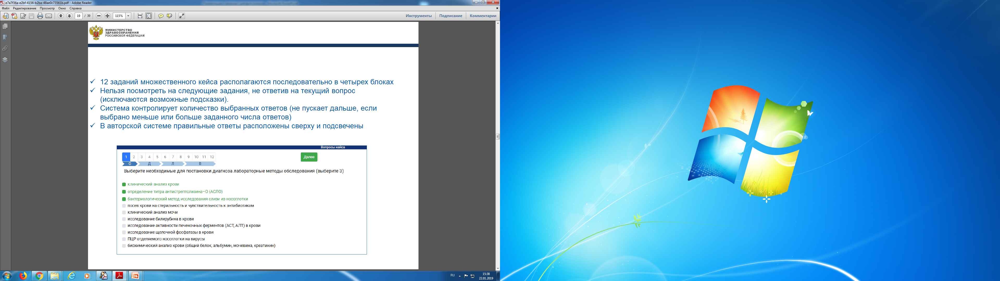 e7a7f36a-e2bf-4156-b2ba-48ae0c73561b.pdf - Adobe Reader
Файл Редактирование Просмотр Окно Справка
19 / 39 115% Инструменты Подписание Комментарии
МИНИСТЕРСТВО
ЗДРАВООХРАНЕНИЯ
РОССИЙСКОЙ ФЕДЕРАЦИИ
✓ 12 заданий множественного кейса располагаются последовательно в четырех блоках
✓ Нельзя посмотреть на следующие задания, не ответив на текущий вопрос
(исключаются возможные подсказки).
✓ Система контролирует количество выбранных ответов (не пускает дальше, если
выбрано меньше или больше заданного числа ответов)
✓ В авторской системе правильные ответы расположены сверху и подсвечены
Вопросы кейса
1 2 3 4 5 6 7 8 9 10 11 12 Далее
О Д Л В
Выберите необходимые для постановки диагноза лабораторные методы обследования (выберите 3)
клинический анализ крови
определение титра антистрептолизина–О (АСЛО)
бактериологический метод исследования слизи из носоглотки
посев крови на стерильность и чувствительность к антибиотикам
клинический анализ мочи
исследование билирубина в крови
исследование активности печеночных ферментов (АСТ, АЛТ) в крови
исследование щелочной фосфатазы в крови
ПЦР отделяемого носоглотки на вирусы
биохимический анализ крови (общий белок, альбумин, мочевина, креатинин)
RU 15:38
22.01.2019